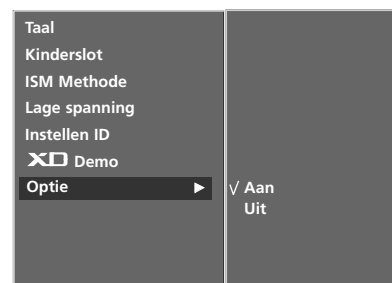 Taal
Kinderslot
ISM Methode
Lage spanning
Instellen ID
XD Demo
Optie ►
√ Aan
Uit